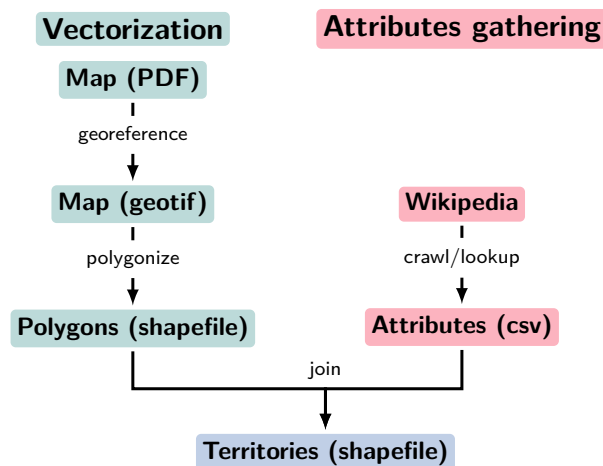 Vectorization
Attributes gathering
Map (PDF)
georeference
Map (geotif)
Wikipedia
polygonize
crawl/lookup
Polygons (shapefile)
Attributes (csv)
join
Territories (shapefile)